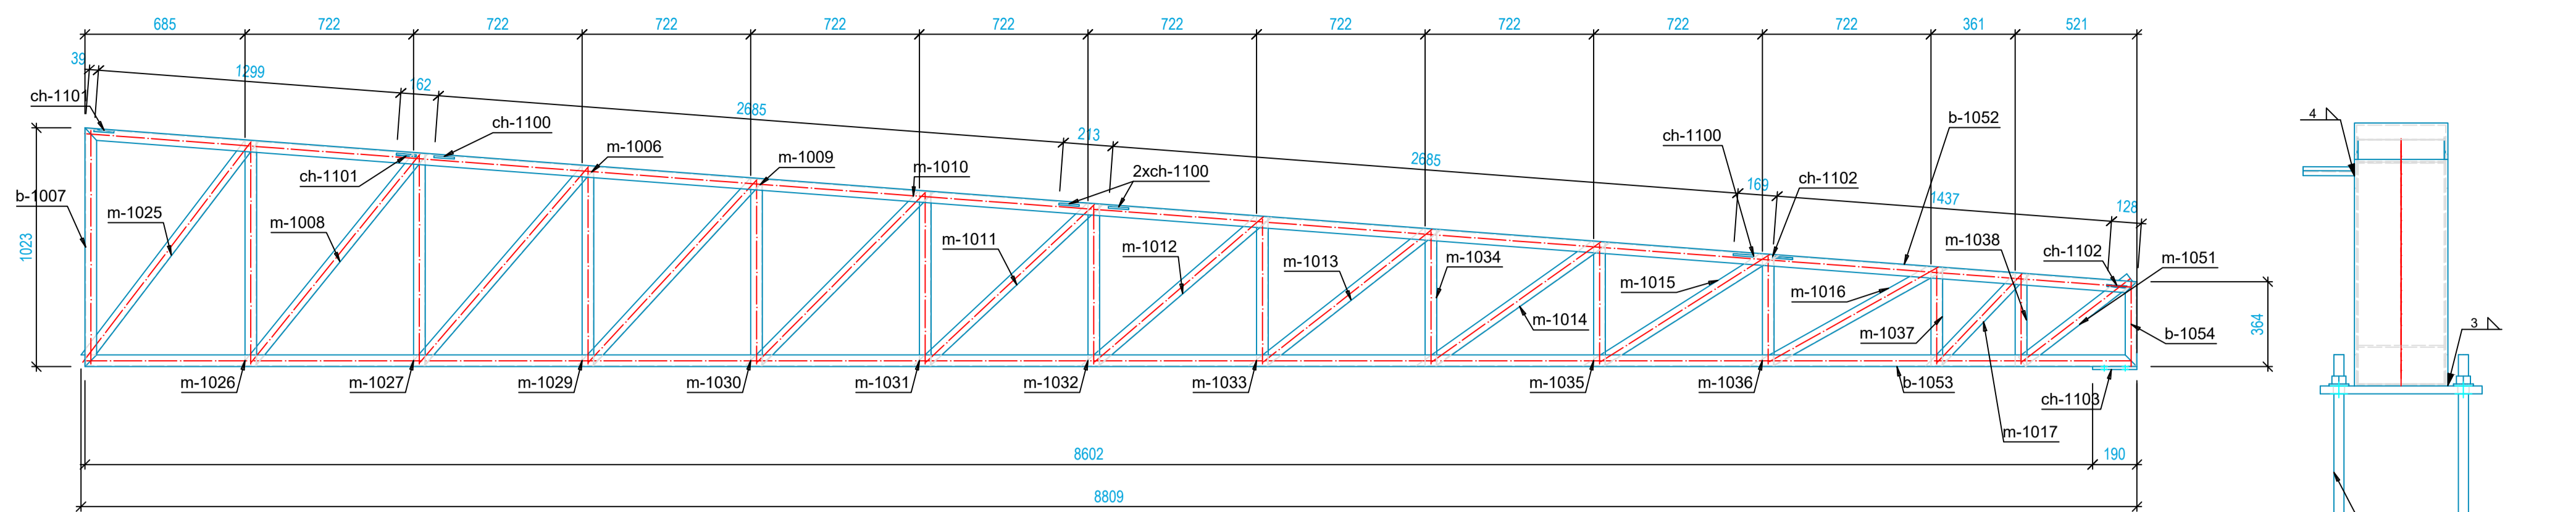 685 722 722 722 722 722 722 722 722 722 722 361 521
39 1299 162 2685 213 2685 169 1437 128
ch-1101
ch-1100
ch-1101
m-1006
m-1009
m-1010
2xch-1100
ch-1100
ch-1102
b-1052
ch-1102
b-1007
m-1025
m-1008
m-1011
m-1012
m-1013
m-1034
m-1014
m-1015
m-1016
m-1037
m-1038
m-1051
b-1054
1023
364
m-1026
m-1027
m-1029
m-1030
m-1031
m-1032
m-1033
m-1035
m-1036
b-1053
ch-1103
m-1017
8602 190
8809
4
3